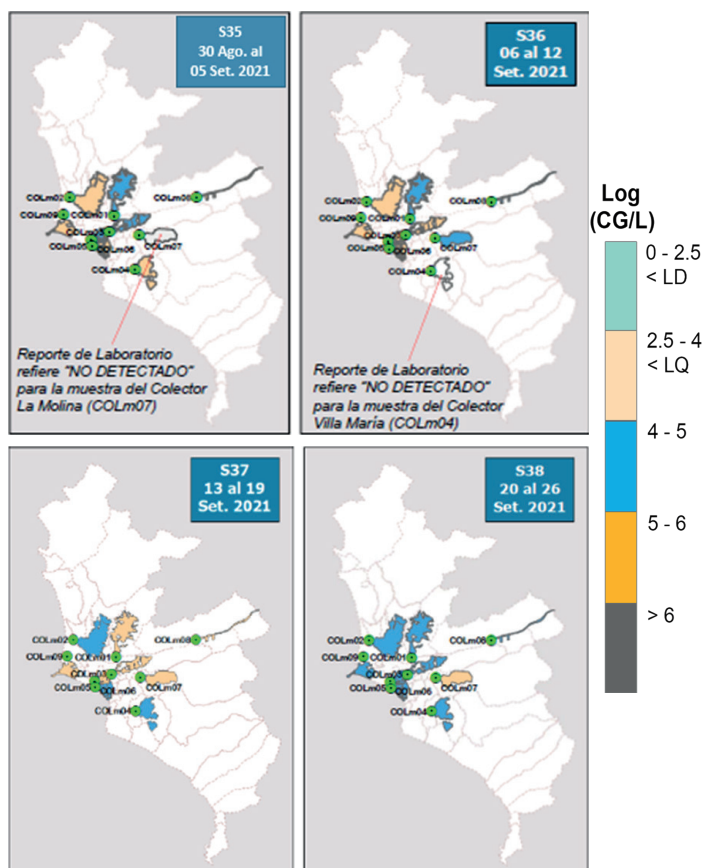 S35
30 Ago. al
05 Set. 2021
COLm02
COLm08
COLm09
COLm01
COLm03
COLm05
COLm06
COLm07
COLm04
Reporte de Laboratorio
refiere "NO DETECTADO"
para la muestra del Colector
La Molina (COLm07)
S36
06 al 12
Set. 2021
COLm02
COLm08
COLm09
COLm01
COLm05
COLm06
COLm07
COLm04
Reporte de Laboratorio
refiere "NO DETECTADO"
para la muestra del Colector
Villa María (COLm04)
S37
13 al 19
Set. 2021
COLm02
COLm08
COLm09
COLm01
COLm03
COLm05
COLm06
COLm07
COLm04
S38
20 al 26
Set. 2021
COLm02
COLm08
COLm09
COLm01
COLm03
COLm05
COLm06
COLm07
COLm04
Log
(CG/L)
0 - 2.5
< LD
2.5 - 4
< LQ
4 - 5
5 - 6
> 6